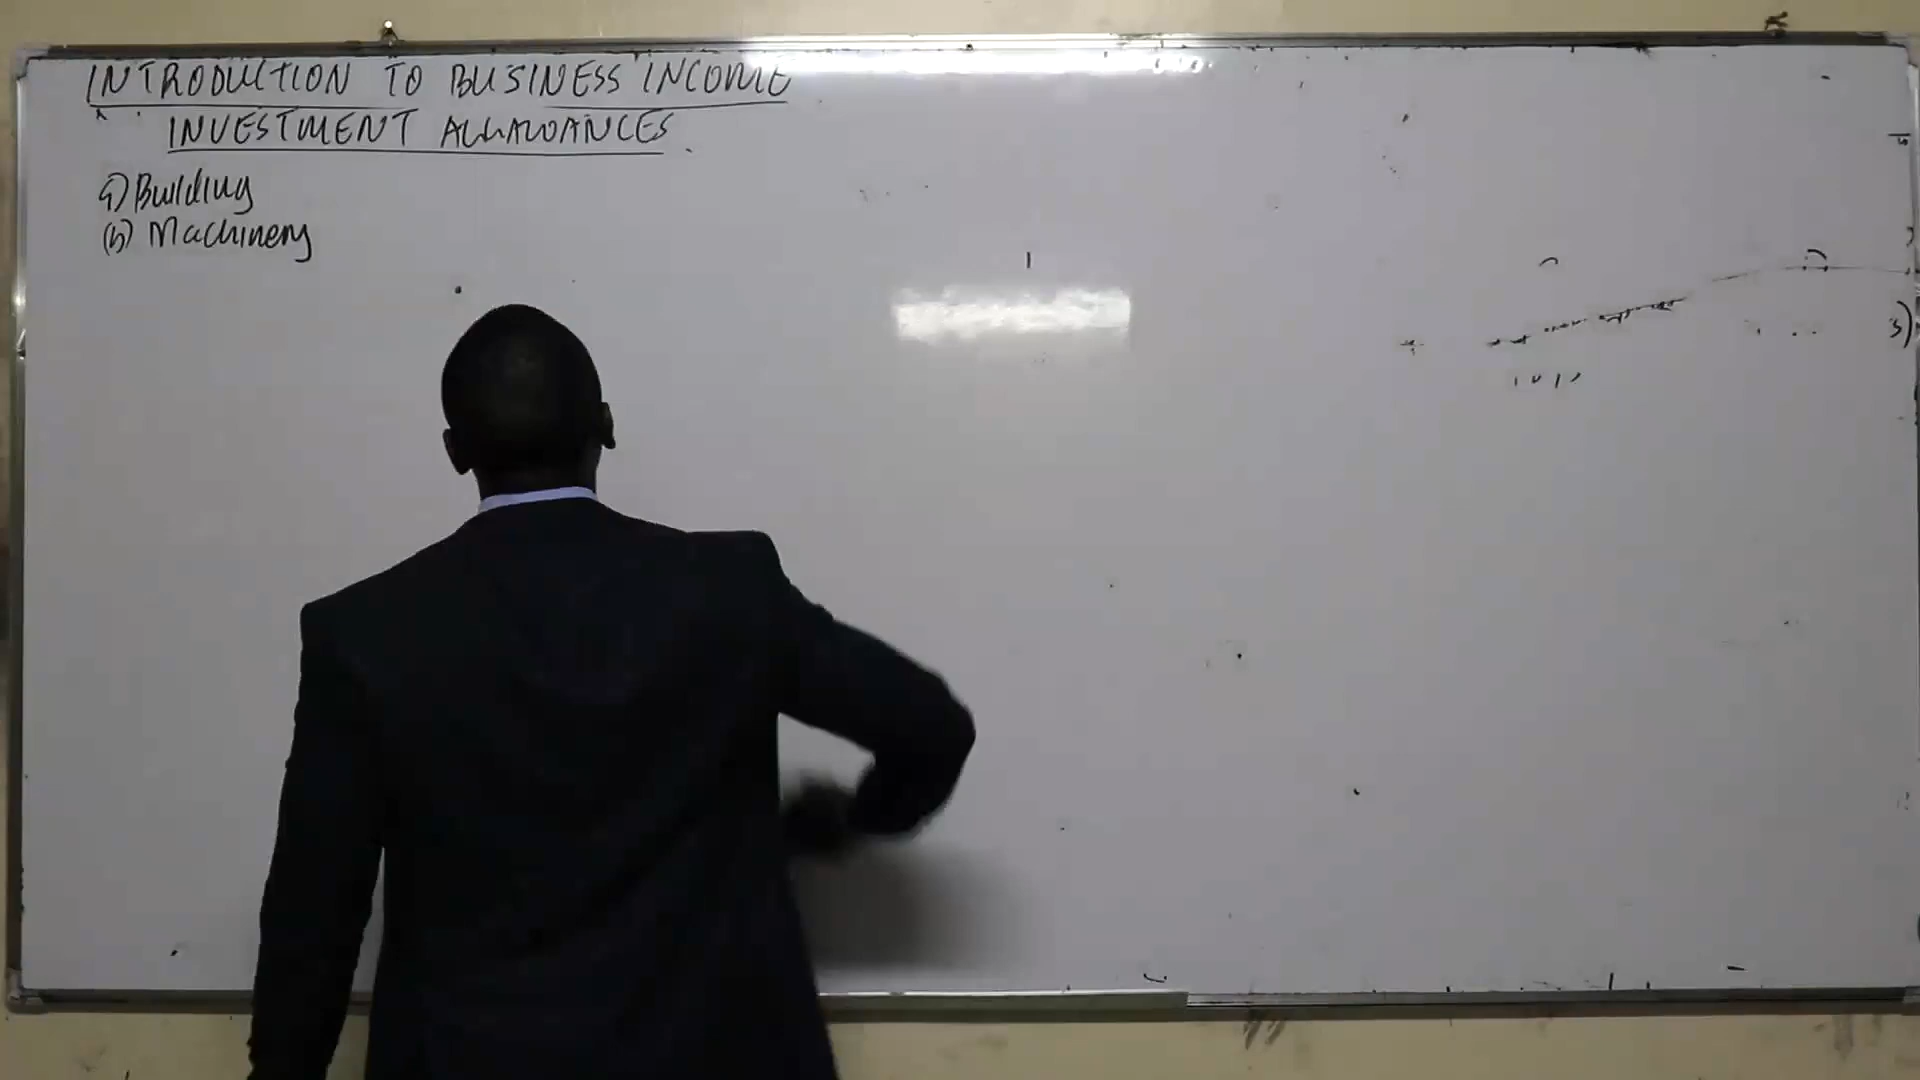 INTRODUCTION TO BUSINESS INCOME
INVESTMENT ALLOWANCES
a) Building
(b) Machinery